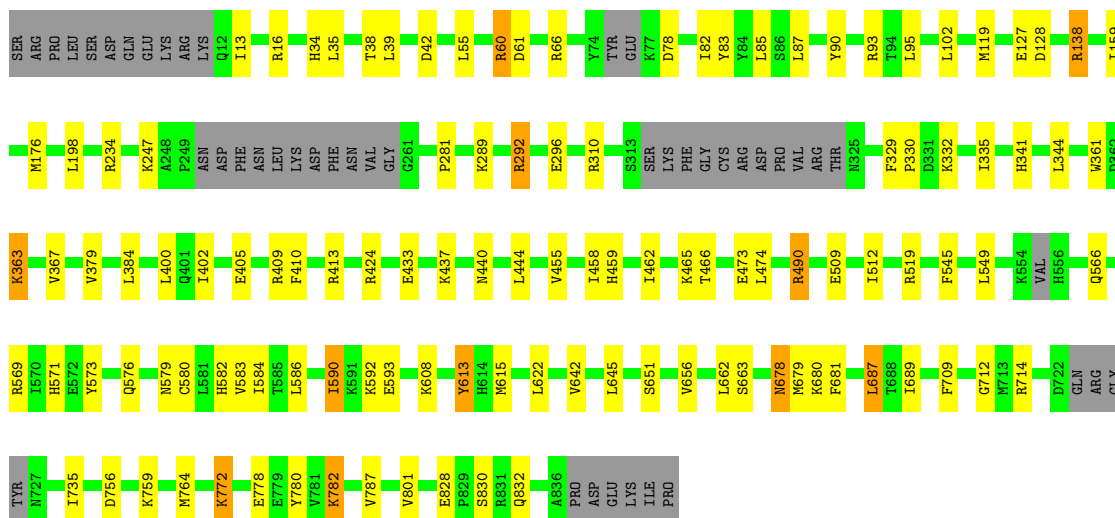 SER ARG PRO LEU SER ASP GLN GLU LYS ARG LYS Q12 I13 R16 H34 L35 T38 L39 D42 L55 R60 D61 R66 Y74 TYR GLU K77 D78 I82 Y83 Y84 L85 S86 L87 Y90 R93 T94 L95 L102 M119 E127 D128 R138 I159
M176 L198 R234 K247 A248 P249 ASN ASP PHE ASN LEU LYS ASP PHE ASN VAL GLY G261 P281 K289 R292 E296 R310 S313 SER LYS PHE GLY CYS ARG ASP PRO VAL ARG THR N325 F329 P330 D331 K332 I335 H341 L344 W361 D362
K363 V367 V379 L384 L400 Q401 I402 E405 R409 F410 R413 R424 E433 K437 N440 L444 V455 I458 H459 I462 K465 T466 E473 L474 R490 E509 I512 R519 F545 L549 K554 VAL H556 Q566
R569 I570 H571 E572 Y573 Q576 N579 C580 L581 H582 V583 I584 T585 L586 I590 K591 K592 E593 K608 Y613 H614 M615 L622 V642 L645 S651 V656 L662 S663 N678 M679 K680 F681 L687 T688 I689 F709 G712 M713 R714 D722 GLN ARG GLY
TYR N727 I735 D756 K759 M764 K772 E778 E779 Y780 V781 K782 V787 V801 E828 P829 S830 R831 Q832 A836 PRO ASP GLU LYS ILE PRO